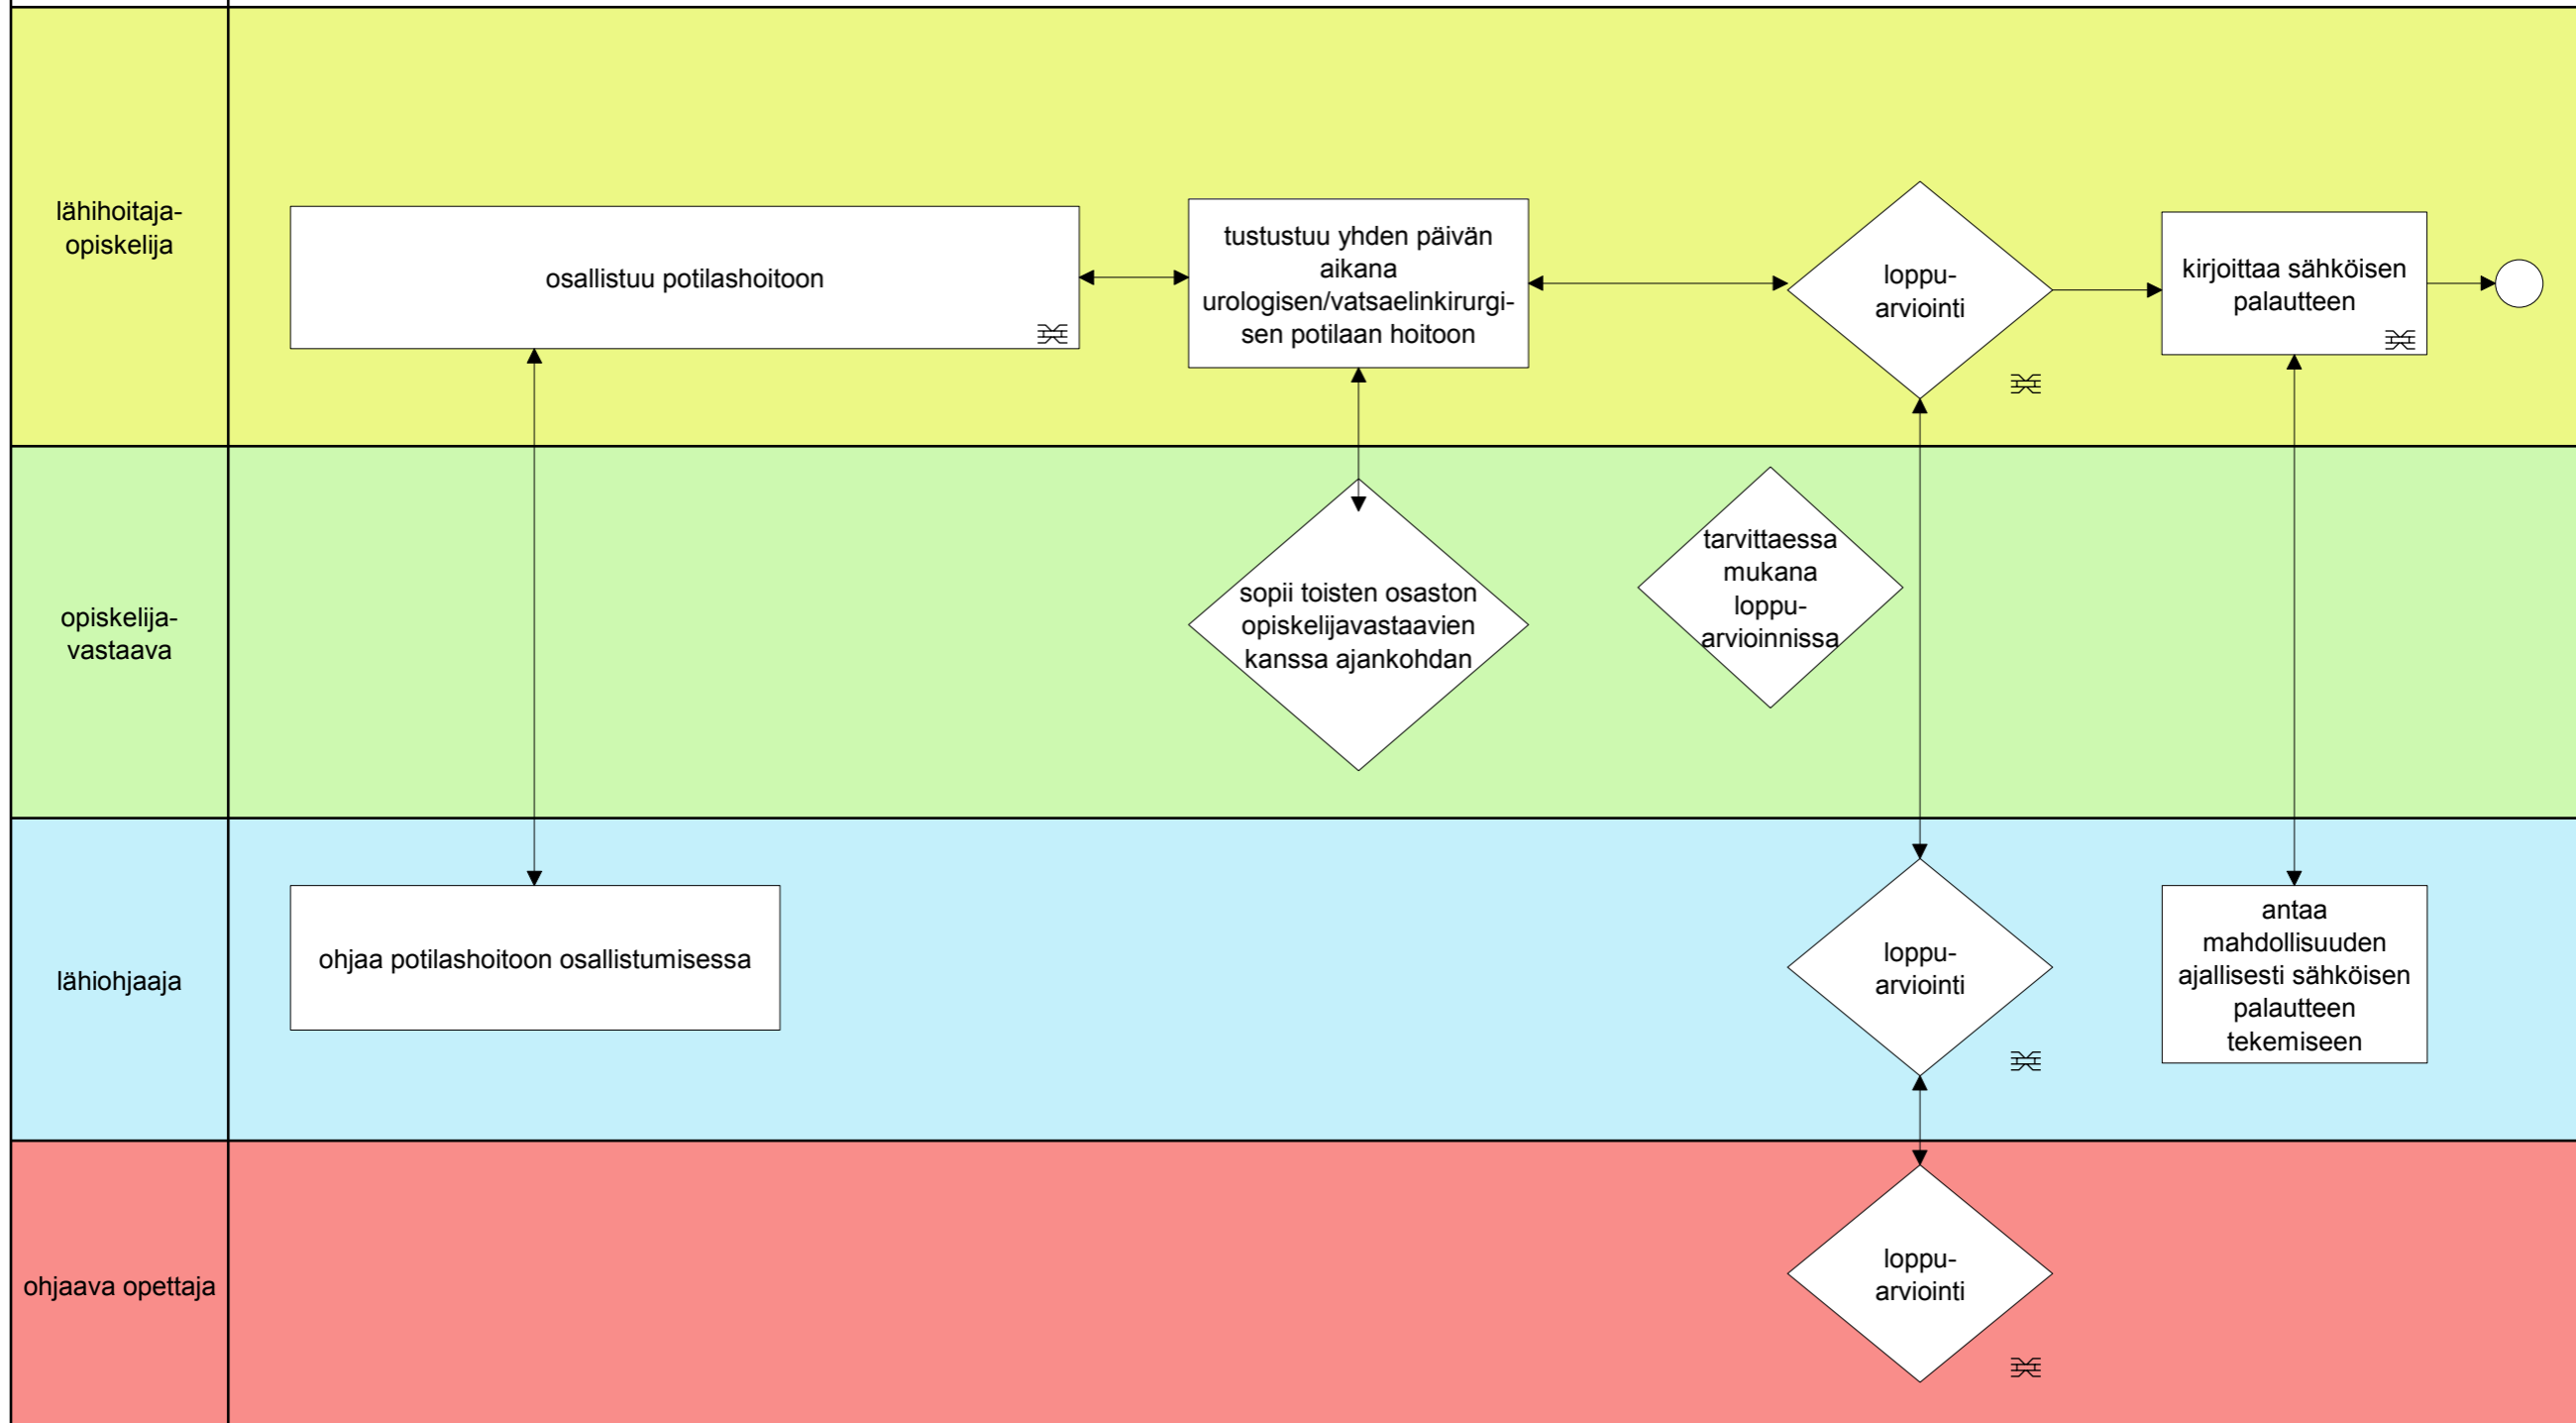 lähihoitaja-
opiskelija
osallistuu potilashoitoon
tustustuu yhden päivän
aikana
urologisen/vatsaelinkirurgi-
sen potilaan hoitoon
loppu-
arviointi
kirjoittaa sähköisen
palautteen
opiskelija-
vastaava
sopii toisten osaston
opiskelijavastaavien
kanssa ajankohdan
tarvittaessa
mukana
loppu-
arvioinnissa
lähiohjaaja
ohjaa potilashoitoon osallistumisessa
loppu-
arviointi
antaa
mahdollisuuden
ajallisesti sähköisen
palautteen
tekemiseen
ohjaava opettaja
loppu-
arviointi